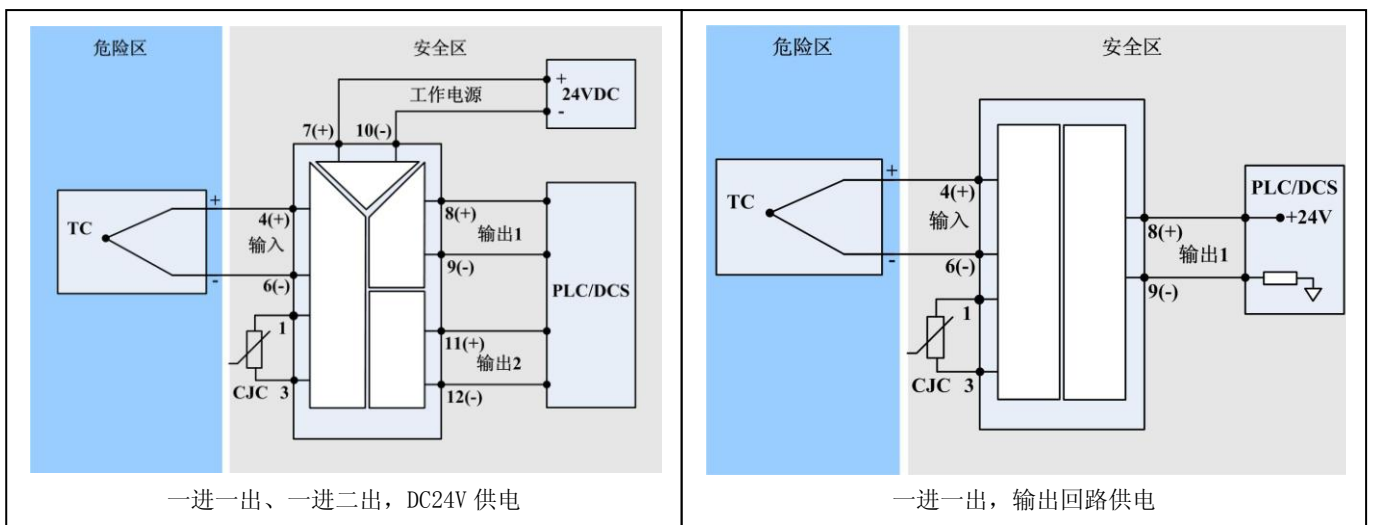 危险区
安全区
工作电源
+
24VDC
-
7(+) 10(-)
TC
+
-
4(+)
输入
6(-)
1
CJC 3
8(+)
输出1
9(-)
PLC/DCS
11(+)
输出2
12(-)
一进一出、一进二出，DC24V 供电
危险区
安全区
TC
+
-
4(+)
输入
6(-)
1
CJC 3
8(+)
输出1
9(-)
PLC/DCS
+24V
一进一出，输出回路供电